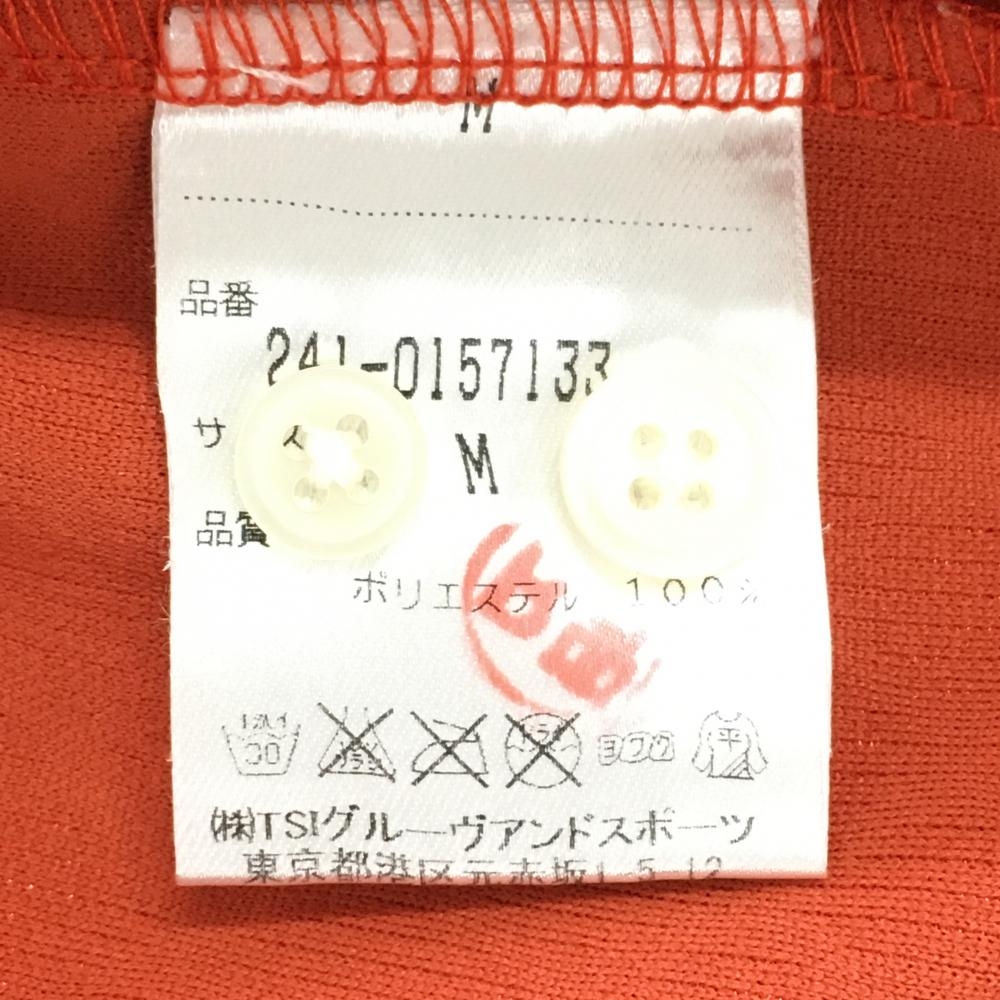 M
品番
241-0157133
サ ズ
M
品質
ポリエステル 100%
30
平
(株)TSIグルーヴアンドスポーツ
東京都港区元赤坂1-5-12